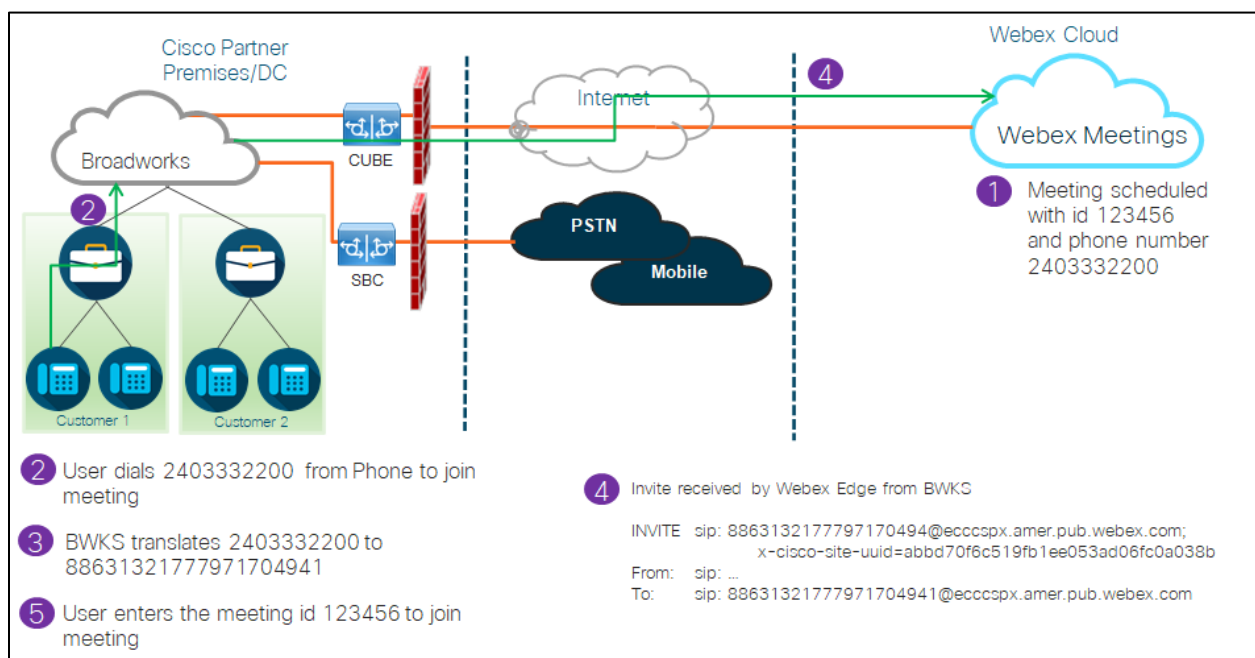 Cisco Partner
Premises/DC
Webex Cloud
4
Internet
Broadworks
CUBE
Webex Meetings
2
1
Meeting scheduled
with id 123456
and phone number
2403332200
PSTN
SBC
Mobile
Customer 1
Customer 2
2 User dials 2403332200 from Phone to join
meeting
3 BWKS translates 2403332200 to
88631321777971704941
5 User enters the meeting id 123456 to join
meeting
4 Invite received by Webex Edge from BWKS
INVITE sip: 8863132177797170494@ecccspx.amer.pub.webex.com;
x-cisco-site-uuid=abbd70f6c519fb1ee053ad06fc0a038b
From: sip: ...
To: sip: 88631321777971704941@ecccspx.amer.pub.webex.com